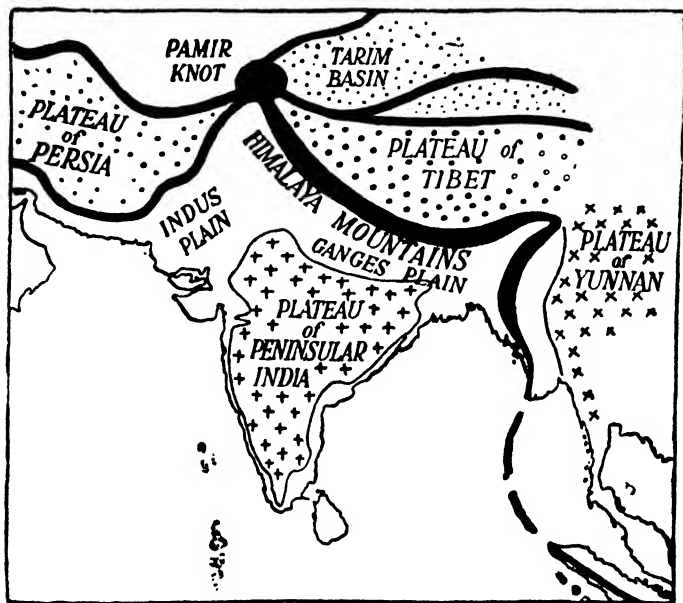 PAMIR
KNOT
TARIM
BASIN
PLATEAU
of
PERSIA
PLATEAU of
TIBET
HIMALAYA MOUNTAINS
INDUS
PLAIN
GANGES PLAIN
PLATEAU
of
YUNNAN
PLATEAU
of
PENINSULAR
INDIA